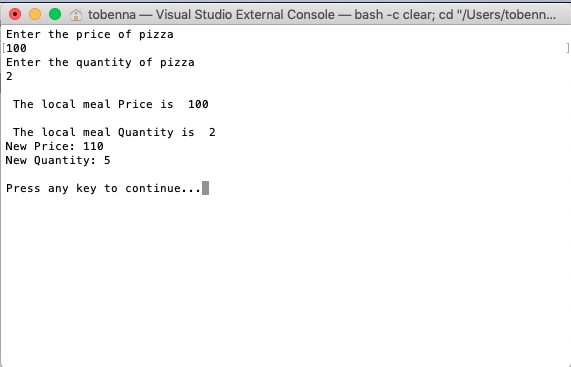 tobenna — Visual Studio External Console — bash -c clear; cd "/Users/tobenn...
Enter the price of pizza
100
Enter the quantity of pizza
2
The local meal Price is  100
The local meal Quantity is  2
New Price: 110
New Quantity: 5
Press any key to continue...